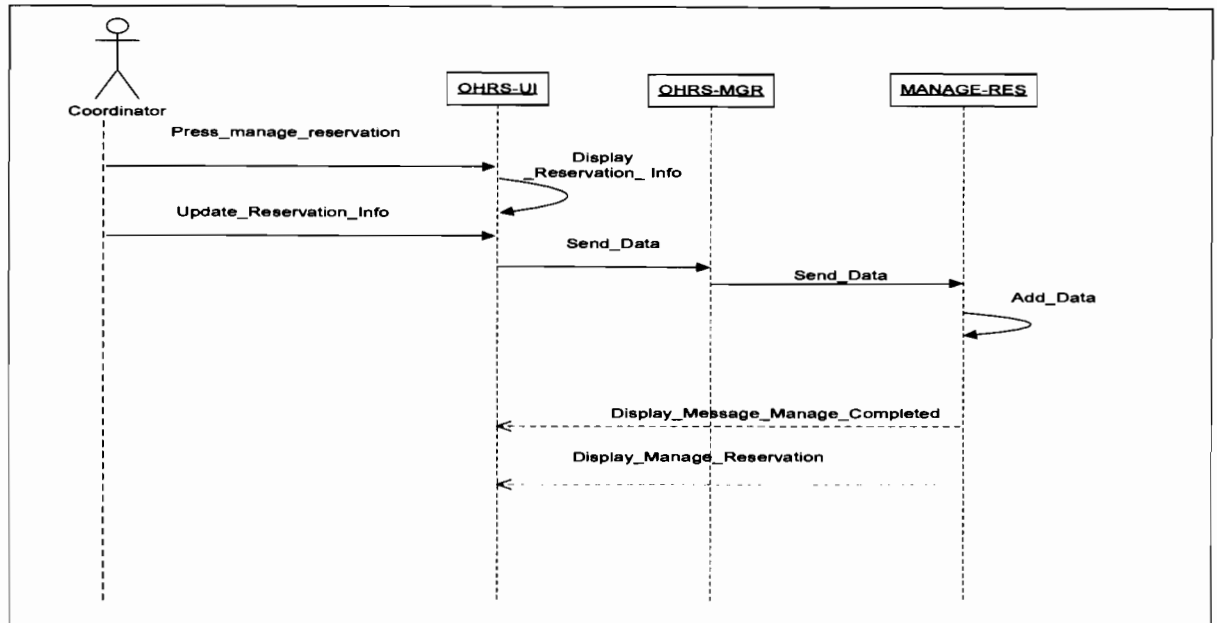 OHRS-UI
OHRS-MGR
MANAGE-RES
Coordinator
Press_manage_reservation
Display
_Reservation_ Info
Update_Reservation_Info
Send_Data
Send_Data
Add_Data
Display_Message_Manage_Completed
Display_Manage_Reservation